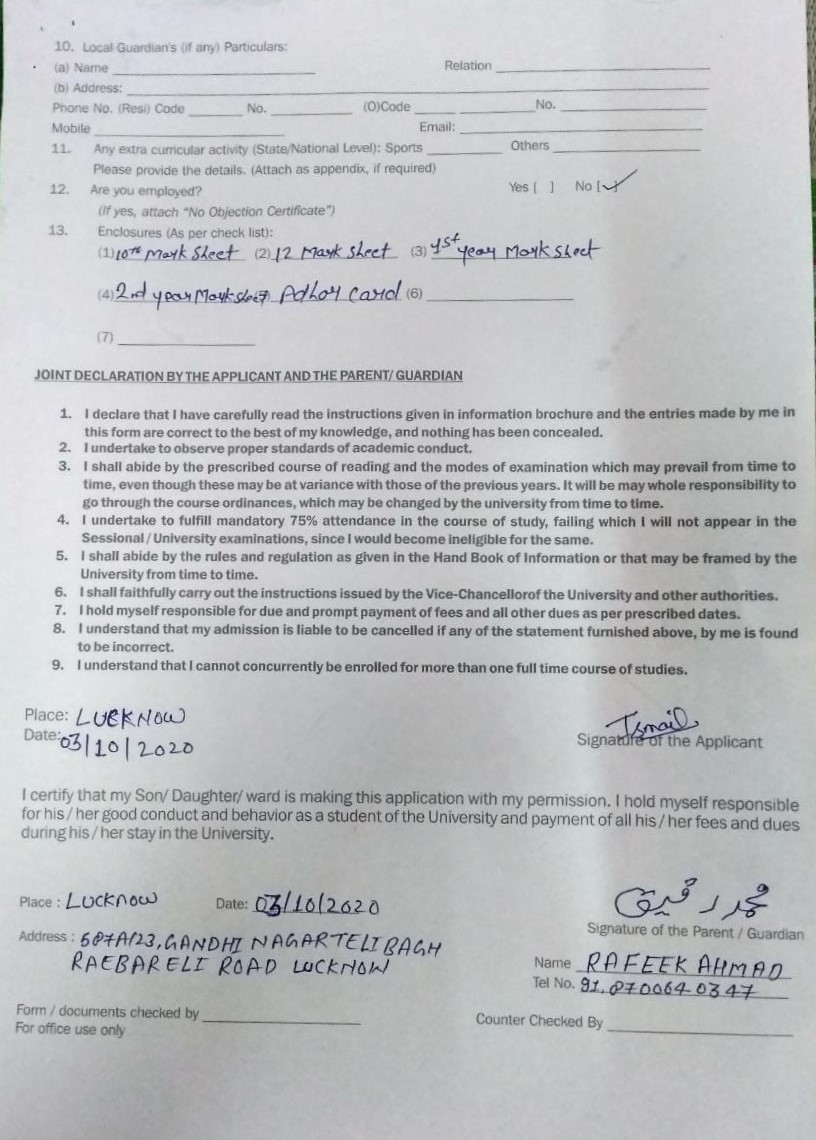 10. Local Guardian's (if any) Particulars:
(a) Name ____________ Relation ____________
(b) Address: ____________
Phone No. (Resi) Code ______ No. ______ (O)Code ______ No. ______
Mobile ____________ Email: ____________
11. Any extra curricular activity (State/National Level): Sports ______ Others ______
Please provide the details. (Attach as appendix, if required)
12. Are you employed? Yes [ ] No [✓]
(If yes, attach "No Objection Certificate")
13. Enclosures (As per check list):
(1) 10th Mark Sheet (2) 12 Mark Sheet (3) 1st year Mark Sheet
(4) 2nd year Mark sheet Adhar Card (6) ____________
(7) ____________
JOINT DECLARATION BY THE APPLICANT AND THE PARENT/ GUARDIAN
1. I declare that I have carefully read the instructions given in information brochure and the entries made by me in
this form are correct to the best of my knowledge, and nothing has been concealed.
2. I undertake to observe proper standards of academic conduct.
3. I shall abide by the prescribed course of reading and the modes of examination which may prevail from time to
time, even though these may be at variance with those of the previous years. It will be may whole responsibility to
go through the course ordinances, which may be changed by the university from time to time.
4. I undertake to fulfill mandatory 75% attendance in the course of study, failing which I will not appear in the
Sessional/University examinations, since I would become ineligible for the same.
5. I shall abide by the rules and regulation as given in the Hand Book of Information or that may be framed by the
University from time to time.
6. I shall faithfully carry out the instructions issued by the Vice-Chancellorof the University and other authorities.
7. I hold myself responsible for due and prompt payment of fees and all other dues as per prescribed dates.
8. I understand that my admission is liable to be cancelled if any of the statement furnished above, by me is found
to be incorrect.
9. I understand that I cannot concurrently be enrolled for more than one full time course of studies.
Place: LUCKNOW
Date: 03/10/2020
Ismail
Signature of the Applicant
I certify that my Son/ Daughter/ ward is making this application with my permission. I hold myself responsible
for his/ her good conduct and behavior as a student of the University and payment of all his/ her fees and dues
during his/ her stay in the University.
Place : Lucknow Date: 03/10/2020
محمد رفیق
Signature of the Parent / Guardian
Address : 607A/23, GANDHI NAGAR TELIBAGH
RAEBARELI ROAD LUCKNOW
Name RAFEEK AHMAD
Tel No. 91,8700640347
Form / documents checked by ____________
For office use only
Counter Checked By ____________